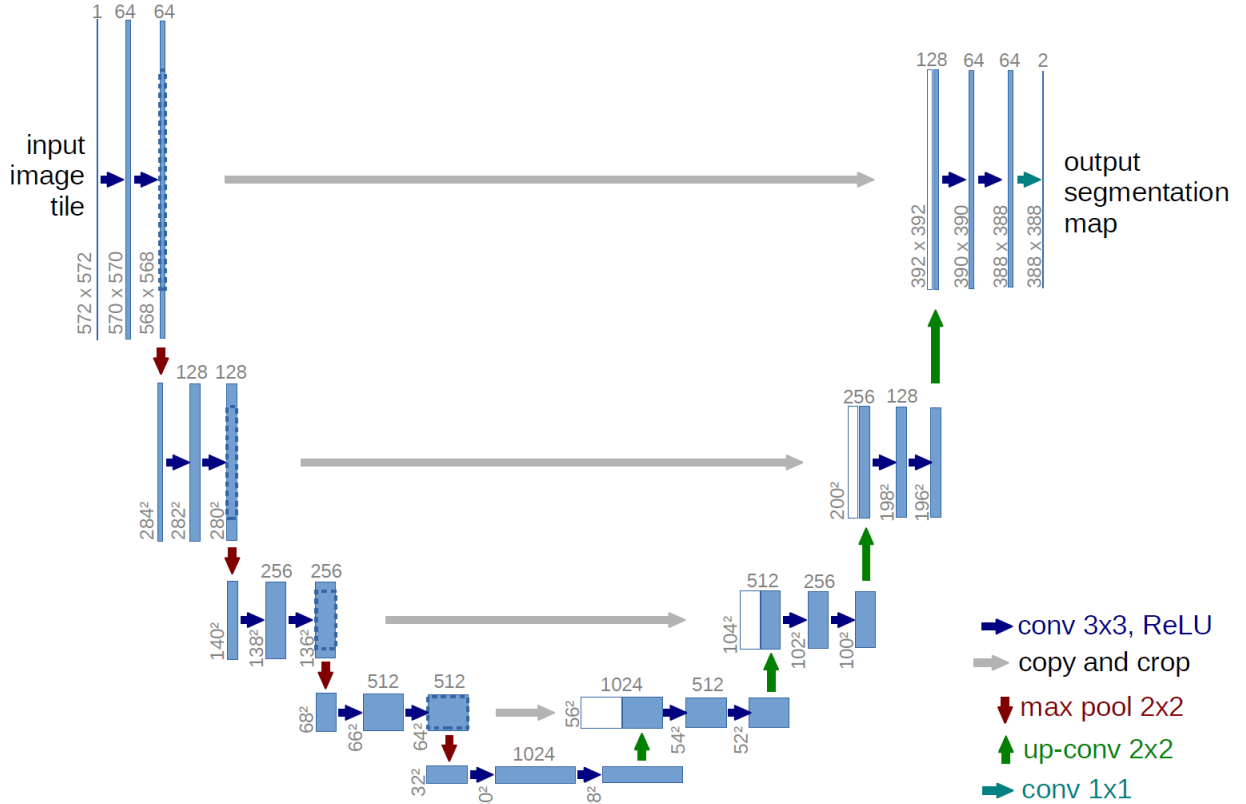 1 64 64
128 64 64 2
input
image
tile
output
segmentation
map
572 x 572
570 x 570
568 x 568
392 x 392
390 x 390
388 x 388
388 x 388
128 128
256 128
284²
282²
280²
200²
198²
196²
256 256
512 256
140²
138²
136²
104²
102²
100²
512 512
1024 512
68²
66²
64²
56²
54²
52²
1024
32²
conv 3x3, ReLU
copy and crop
max pool 2x2
up-conv 2x2
conv 1x1